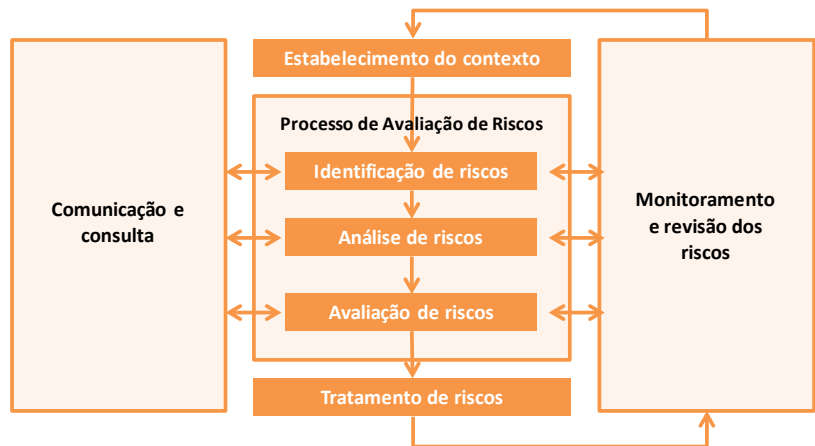 Estabelecimento do contexto
Processo de Avaliação de Riscos
Identificação de riscos
Análise de riscos
Avaliação de riscos
Tratamento de riscos
Comunicação e
consulta
Monitoramento
e revisão dos
riscos